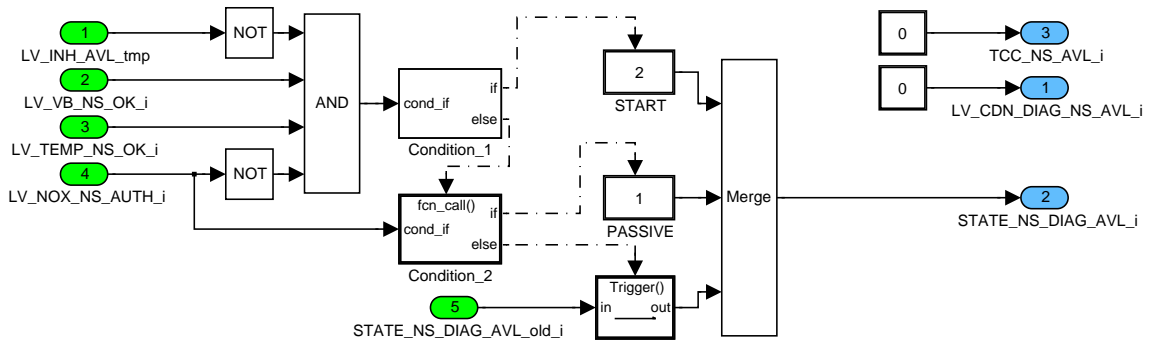 1
LV_INH_AVL_tmp
NOT
2
LV_VB_NS_OK_i
3
LV_TEMP_NS_OK_i
4
LV_NOX_NS_AUTH_i
NOT
AND
cond_if
if
else
Condition_1
fcn_call()
cond_if
if
else
Condition_2
5
STATE_NS_DIAG_AVL_old_i
2
START
1
PASSIVE
Trigger()
in
out
Merge
0
3
TCC_NS_AVL_i
0
1
LV_CDN_DIAG_NS_AVL_i
2
STATE_NS_DIAG_AVL_i